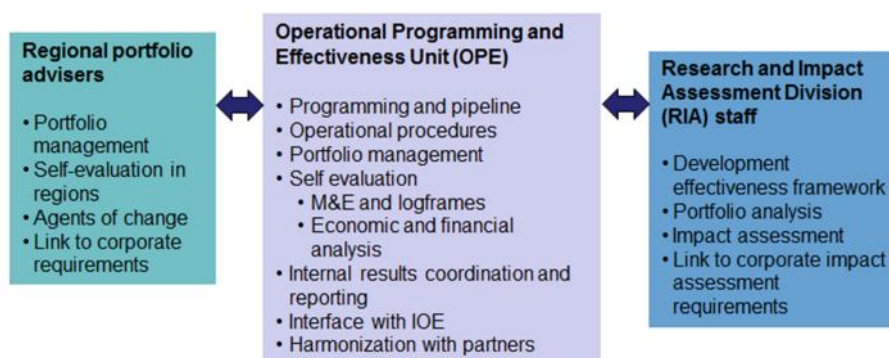 Regional portfolio
advisers
• Portfolio
management
• Self-evaluation in
regions
• Agents of change
• Link to corporate
requirements
Operational Programming and
Effectiveness Unit (OPE)
• Programming and pipeline
• Operational procedures
• Portfolio management
• Self evaluation
• M&E and logframes
• Economic and financial
analysis
• Internal results coordination and
reporting
• Interface with IOE
• Harmonization with partners
Research and Impact
Assessment Division
(RIA) staff
• Development
effectiveness framework
• Portfolio analysis
• Impact assessment
• Link to corporate impact
assessment
requirements